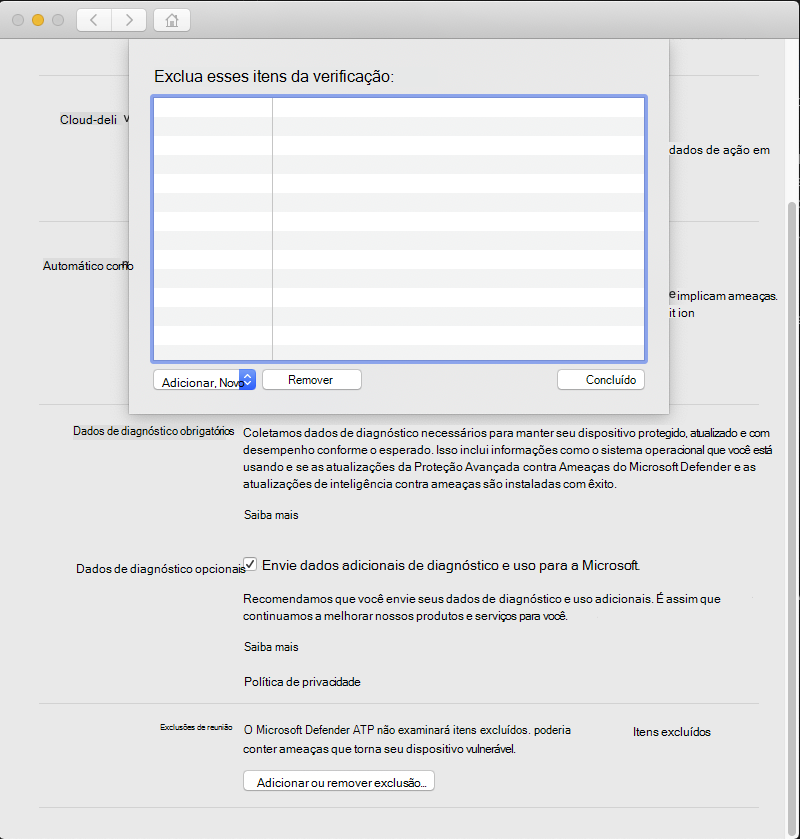 Exclua esses itens da verificação:
Cloud-deli v
dados de ação em
Automático como
e implicam ameaças.
it ion
Adicionar, Novo
Remover
Concluído
Dados de diagnóstico obrigatórios
Coletamos dados de diagnóstico necessários para manter seu dispositivo protegido, atualizado e com
desempenho conforme o esperado. Isso inclui informações como o sistema operacional que você está
usando e se as atualizações da Proteção Avançada contra Ameaças do Microsoft Defender e as
atualizações de inteligência contra ameaças são instaladas com êxito.
Saiba mais
Dados de diagnóstico opcionais
Envie dados adicionais de diagnóstico e uso para a Microsoft.
Recomendamos que você envie seus dados de diagnóstico e uso adicionais. É assim que
continuamos a melhorar nossos produtos e serviços para você.
Saiba mais
Política de privacidade
Exclusões de reunião
O Microsoft Defender ATP não examinará itens excluídos. poderia
conter ameaças que torna seu dispositivo vulnerável.
Itens excluídos
Adicionar ou remover exclusão...